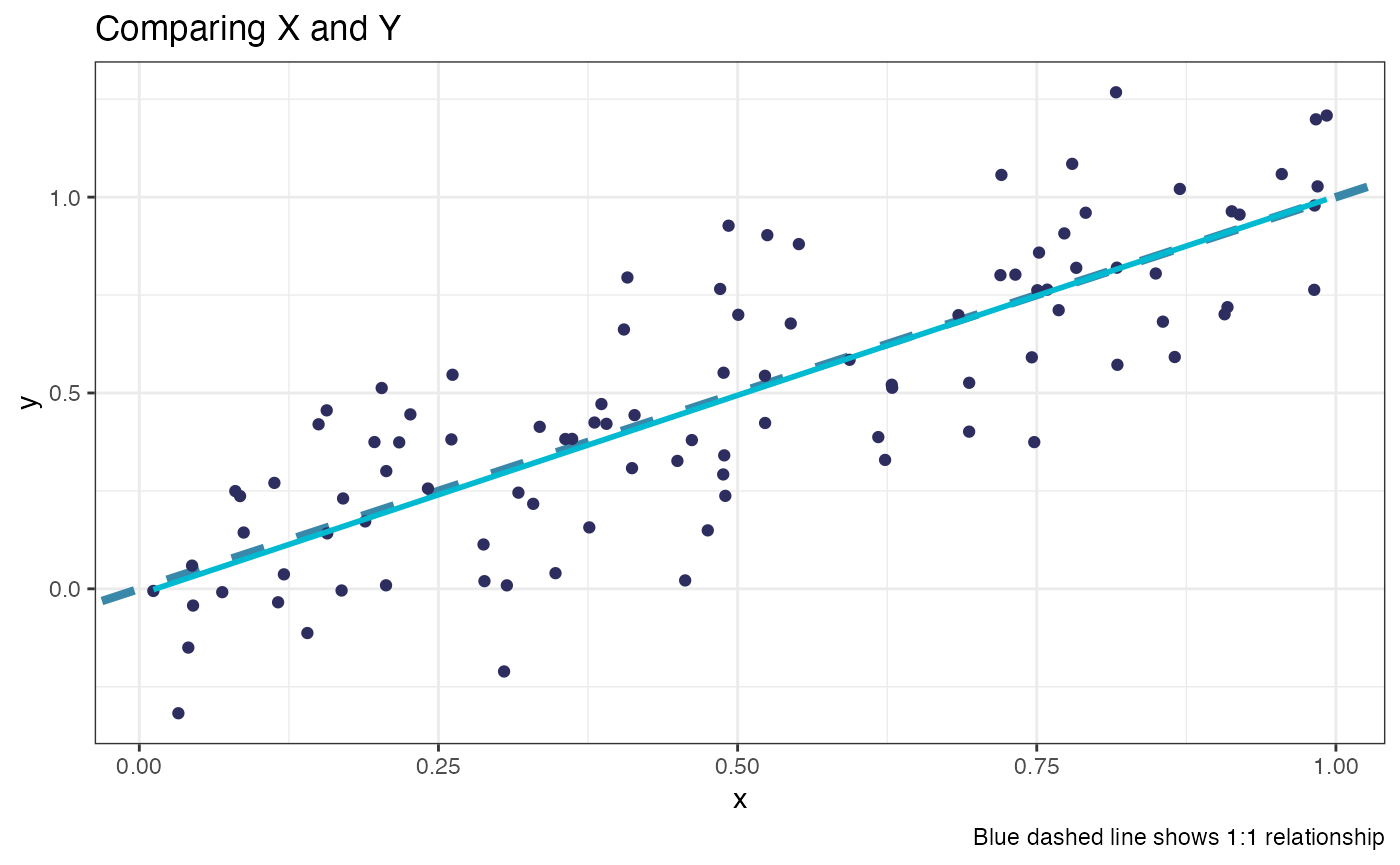 Comparing X and Y
1.0
0.5
0.0
y
0.00 0.25 0.50 0.75 1.00
x
Blue dashed line shows 1:1 relationship